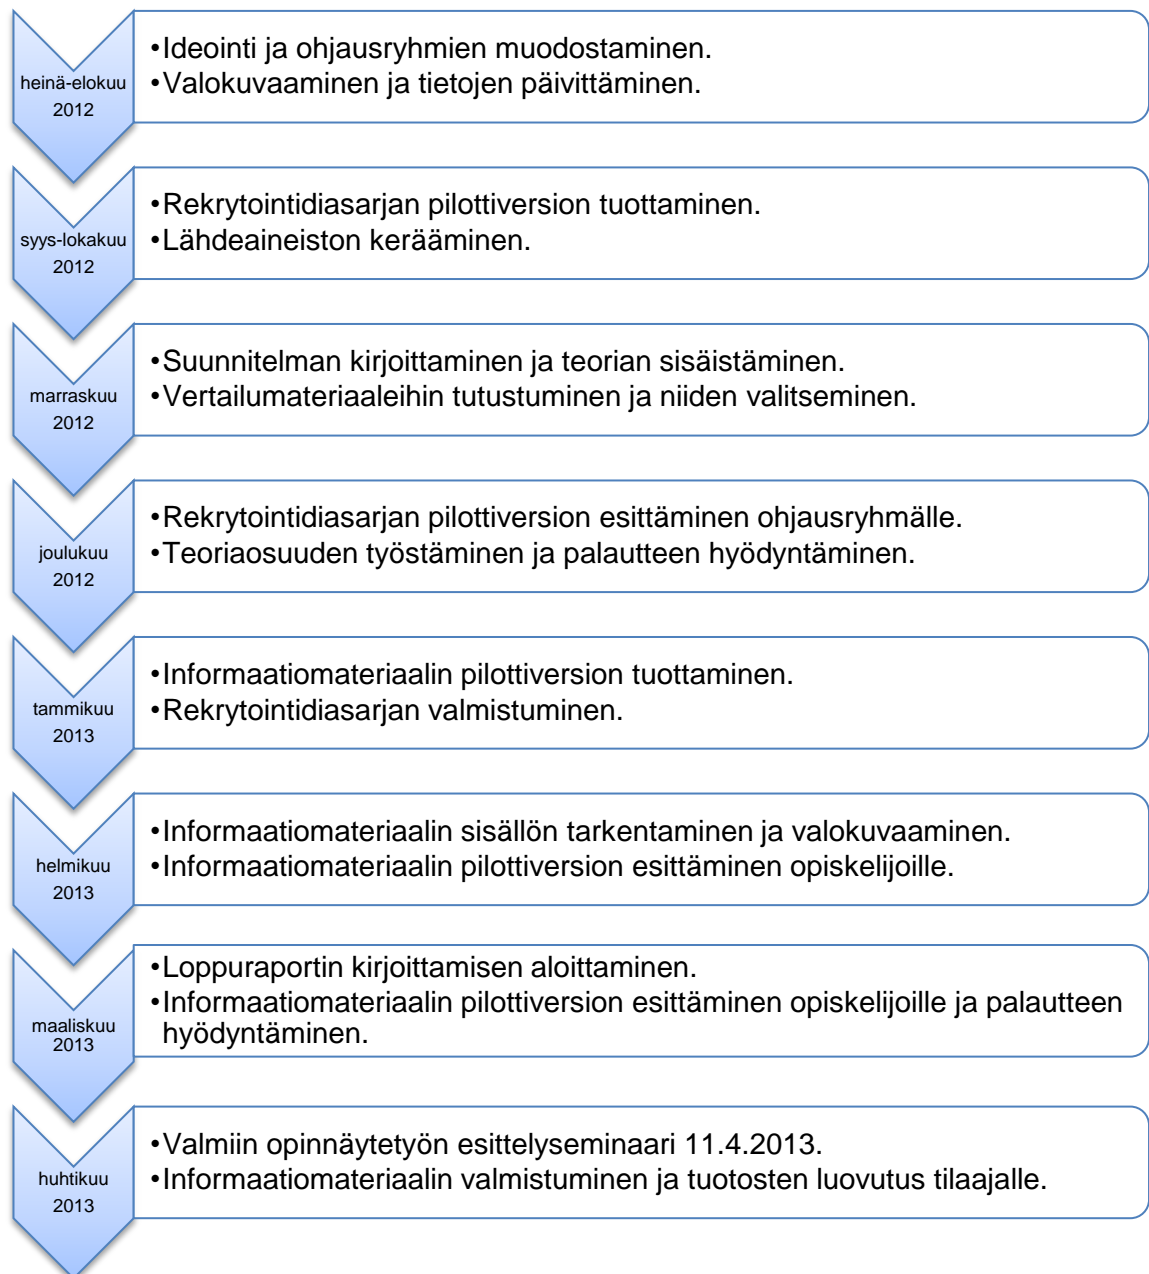 heinä-elokuu
2012
•Ideointi ja ohjausryhmien muodostaminen.
•Valokuvaaminen ja tietojen päivittäminen.
syys-lokakuu
2012
•Rekrytointidiasarjan pilottiversion tuottaminen.
•Lähdeaineiston kerääminen.
marraskuu
2012
•Suunnitelman kirjoittaminen ja teorian sisäistäminen.
•Vertailumateriaaleihin tutustuminen ja niiden valitseminen.
joulukuu
2012
•Rekrytointidiasarjan pilottiversion esittäminen ohjausryhmälle.
•Teoriaosuuden työstäminen ja palautteen hyödyntäminen.
tammikuu
2013
•Informaatiomateriaalin pilottiversion tuottaminen.
•Rekrytointidiasarjan valmistuminen.
helmikuu
2013
•Informaatiomateriaalin sisällön tarkentaminen ja valokuvaaminen.
•Informaatiomateriaalin pilottiversion esittäminen opiskelijoille.
maaliskuu
2013
•Loppuraportin kirjoittamisen aloittaminen.
•Informaatiomateriaalin pilottiversion esittäminen opiskelijoille ja palautteen
hyödyntäminen.
huhtikuu
2013
•Valmiin opinnäytetyön esittelyseminaari 11.4.2013.
•Informaatiomateriaalin valmistuminen ja tuotosten luovutus tilaajalle.